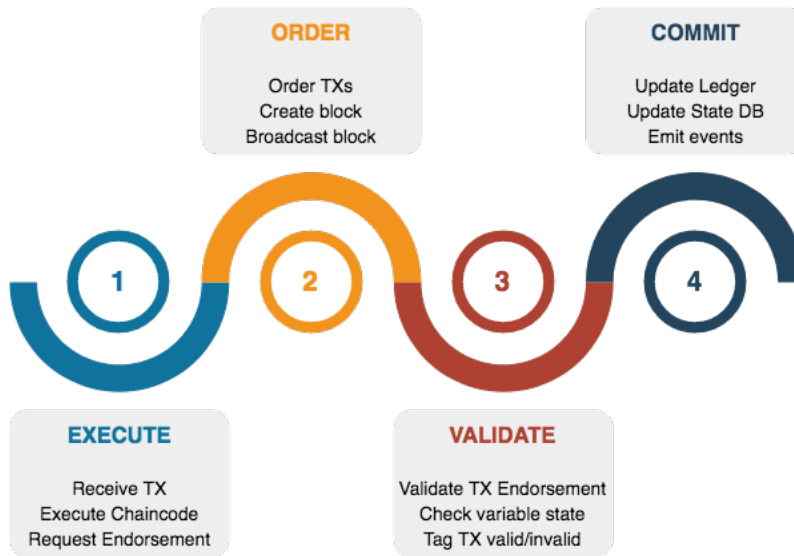 ORDER
Order TXs
Create block
Broadcast block
COMMIT
Update Ledger
Update State DB
Emit events
1
2
3
4
EXECUTE
Receive TX
Execute Chaincode
Request Endorsement
VALIDATE
Validate TX Endorsement
Check variable state
Tag TX valid/invalid